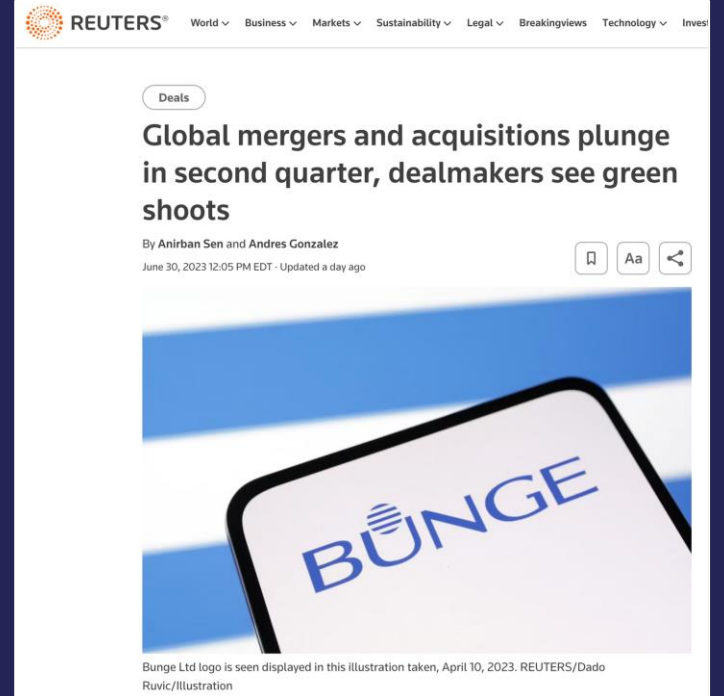 REUTERS®
World Business Markets Sustainability Legal Breakingviews Technology Inves
Deals
Global mergers and acquisitions plunge
in second quarter, dealmakers see green
shoots
By Anirban Sen and Andres Gonzalez
June 30, 2023 12:05 PM EDT · Updated a day ago
Aa
BUNGE
Bunge Ltd logo is seen displayed in this illustration taken, April 10, 2023. REUTERS/Dado
Ruvic/Illustration